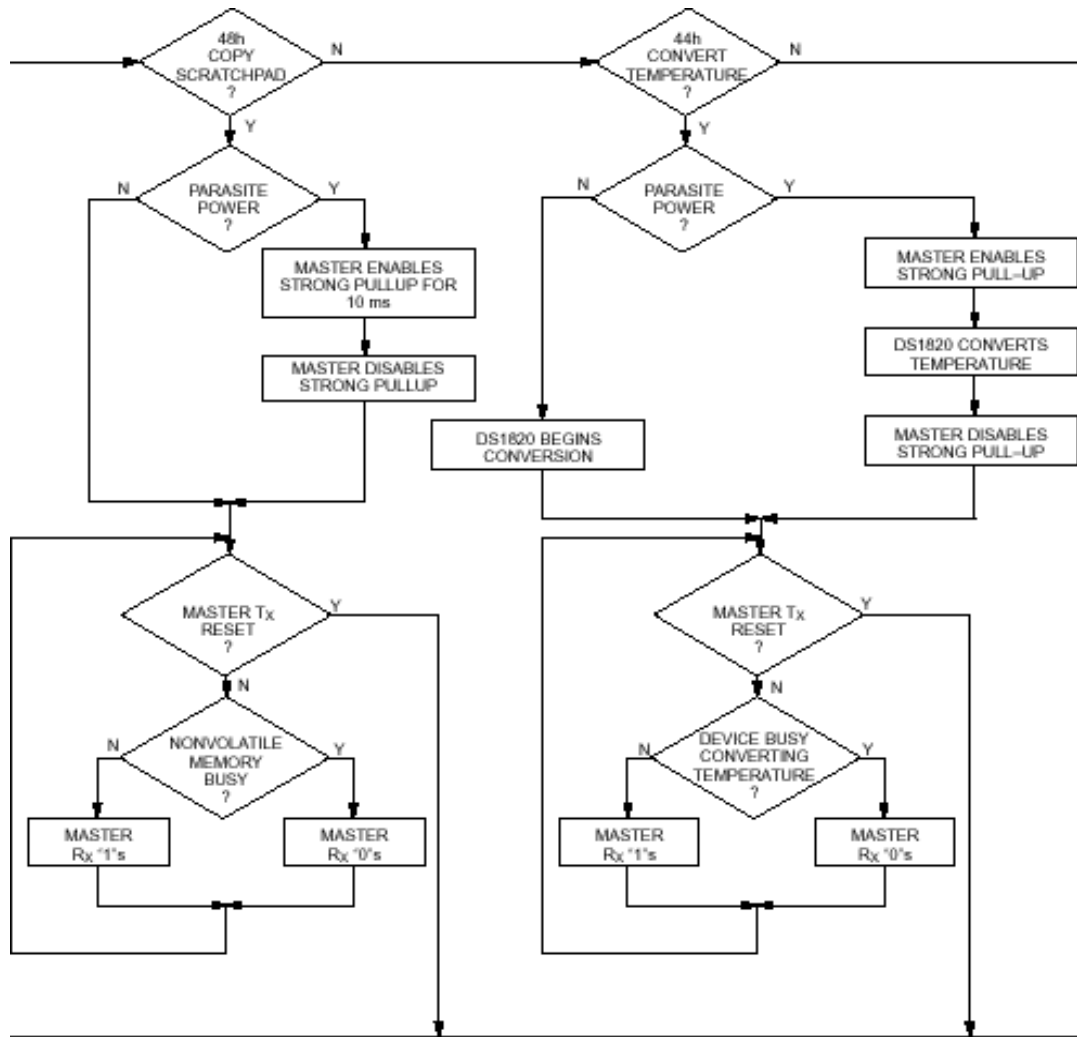 48h
COPY
SCRATCHPAD
?
N
Y
44h
CONVERT
TEMPERATURE
?
N
Y
PARASITE
POWER
?
N
Y
MASTER ENABLES
STRONG PULLUP FOR
10 ms
MASTER DISABLES
STRONG PULLUP
PARASITE
POWER
?
N
Y
DS1820 BEGINS
CONVERSION
MASTER ENABLES
STRONG PULL–UP
DS1820 CONVERTS
TEMPERATURE
MASTER DISABLES
STRONG PULL–UP
MASTER TX
RESET
?
Y
N
NONVOLATILE
MEMORY
BUSY
?
N
Y
MASTER
RX “1”s
MASTER
RX “0”s
MASTER TX
RESET
?
Y
N
DEVICE BUSY
CONVERTING
TEMPERATURE
?
N
Y
MASTER
RX “1”s
MASTER
RX “0”s